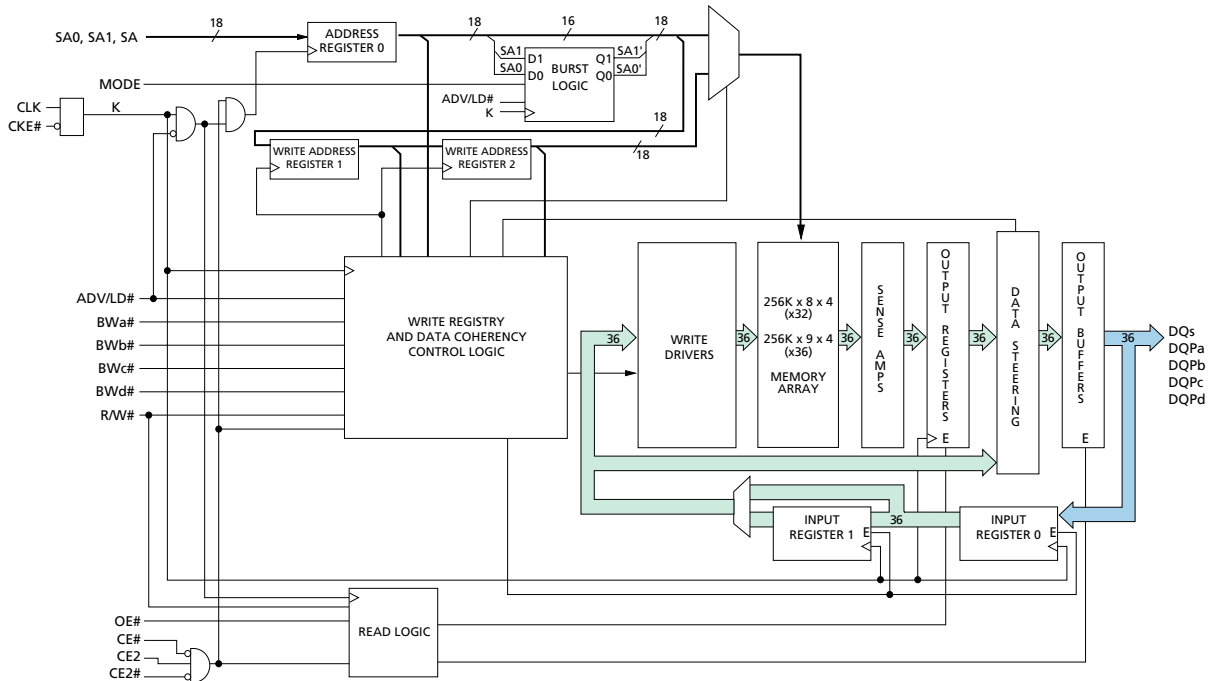 18
SA0, SA1, SA
ADDRESS
REGISTER 0
18
16
18
SA1
SA0
D1
D0
BURST
LOGIC
Q1
Q0
SA1'
SA0'
MODE
ADV/LD#
K
CLK
CKE#
K
18
18
WRITE ADDRESS
REGISTER 1
WRITE ADDRESS
REGISTER 2
ADV/LD#
BWa#
BWb#
BWc#
BWd#
R/W#
WRITE REGISTRY
AND DATA COHERENCY
CONTROL LOGIC
36
WRITE
DRIVERS
36
256K x 8 x 4
(x32)
256K x 9 x 4
(x36)
MEMORY
ARRAY
36
SENSE AMPS
36
OUTPUT REGISTERS
E
36
DATA STEERING
36
OUTPUT BUFFERS
E
36
DQs
DQPa
DQPb
DQPc
DQPd
INPUT
REGISTER 1
E
36
INPUT
REGISTER 0
E
OE#
CE#
CE2
CE2#
READ LOGIC